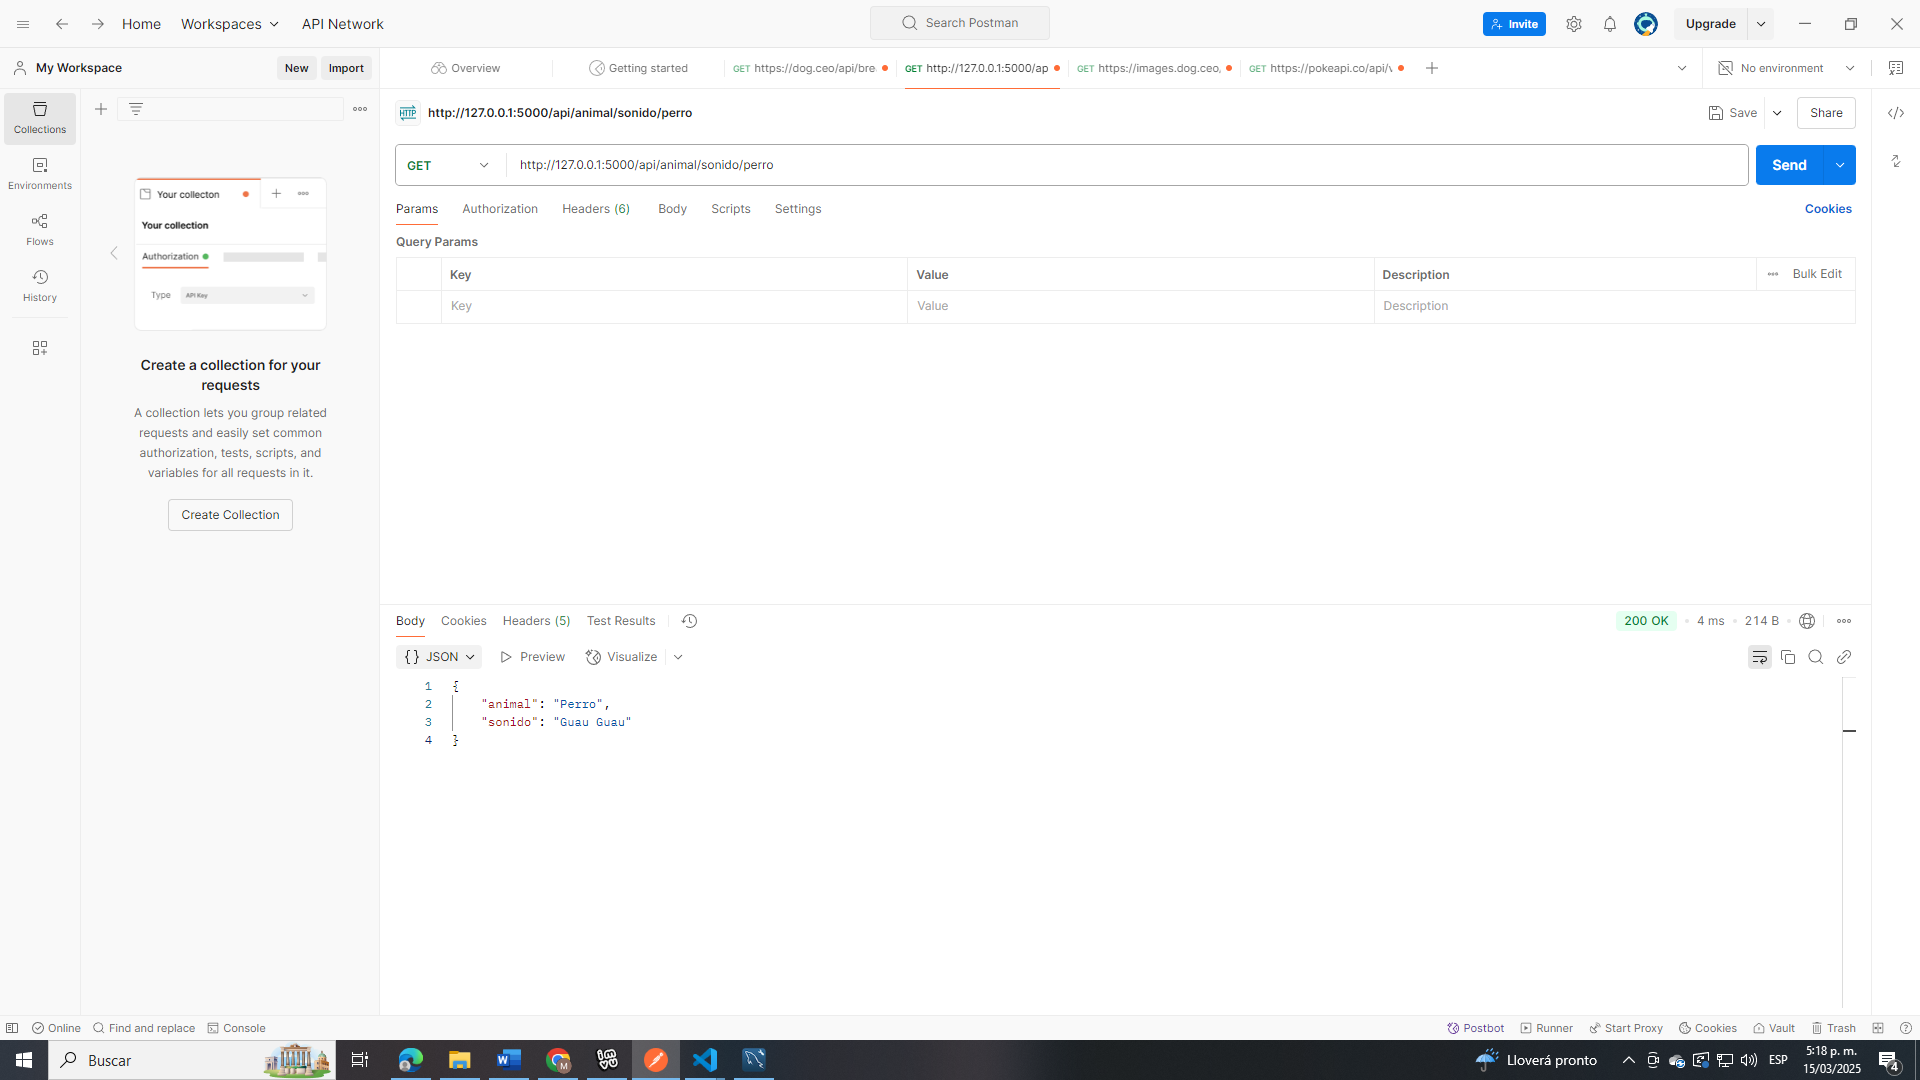 Home
Workspaces
API Network
Search Postman
Invite
Upgrade
My Workspace
New
Import
Overview
Getting started
GET https://dog.ceo/api/bre
GET http://127.0.0.1:5000/ap
GET https://images.dog.ceo,
GET https://pokeapi.co/api/v
No environment
Collections
Environments
Flows
History
Your collecton
Your collection
Authorization
Type
API Key
Create a collection for your
requests
A collection lets you group related
requests and easily set common
authorization, tests, scripts, and
variables for all requests in it.
Create Collection
HTTP
http://127.0.0.1:5000/api/animal/sonido/perro
Save
Share
GET
http://127.0.0.1:5000/api/animal/sonido/perro
Send
Params
Authorization
Headers (6)
Body
Scripts
Settings
Cookies
Query Params
Key
Value
Description
Bulk Edit
Key
Value
Description
Body
Cookies
Headers (5)
Test Results
200 OK
4 ms
214 B
{} JSON
Preview
Visualize
1 {
2 "animal": "Perro",
3 "sonido": "Guau Guau"
4 }
Online
Find and replace
Console
Postbot
Runner
Start Proxy
Cookies
Vault
Trash
Buscar
Lloverá pronto
ESP
5:18 p. m.
15/03/2025
4